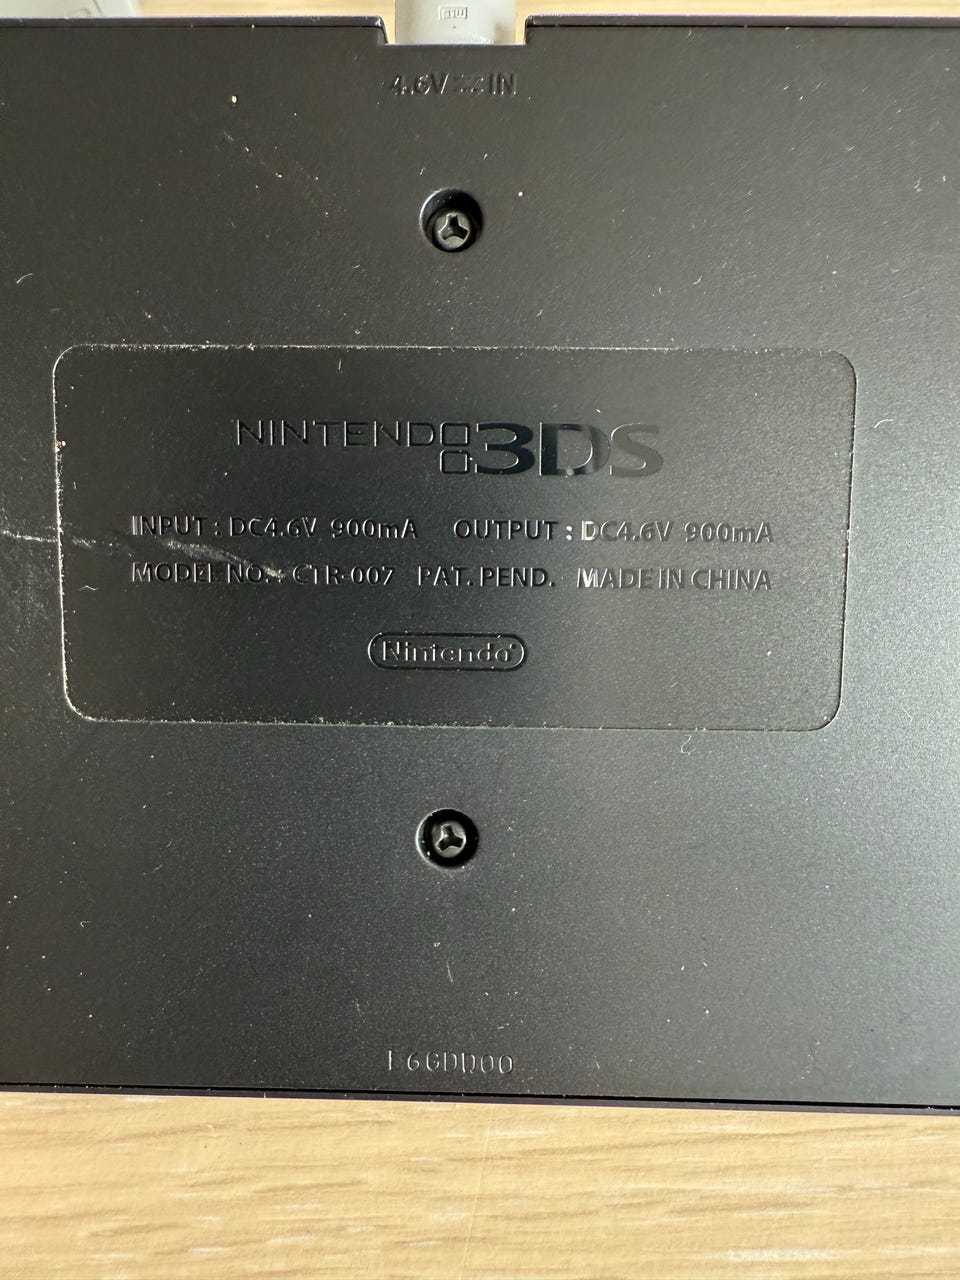 4.6V ⎓ IN
NINTENDO 3DS
INPUT : DC4.6V 900mA OUTPUT : DC4.6V 900mA
MODEL NO. : CTR-007 PAT. PEND. MADE IN CHINA
Nintendo®